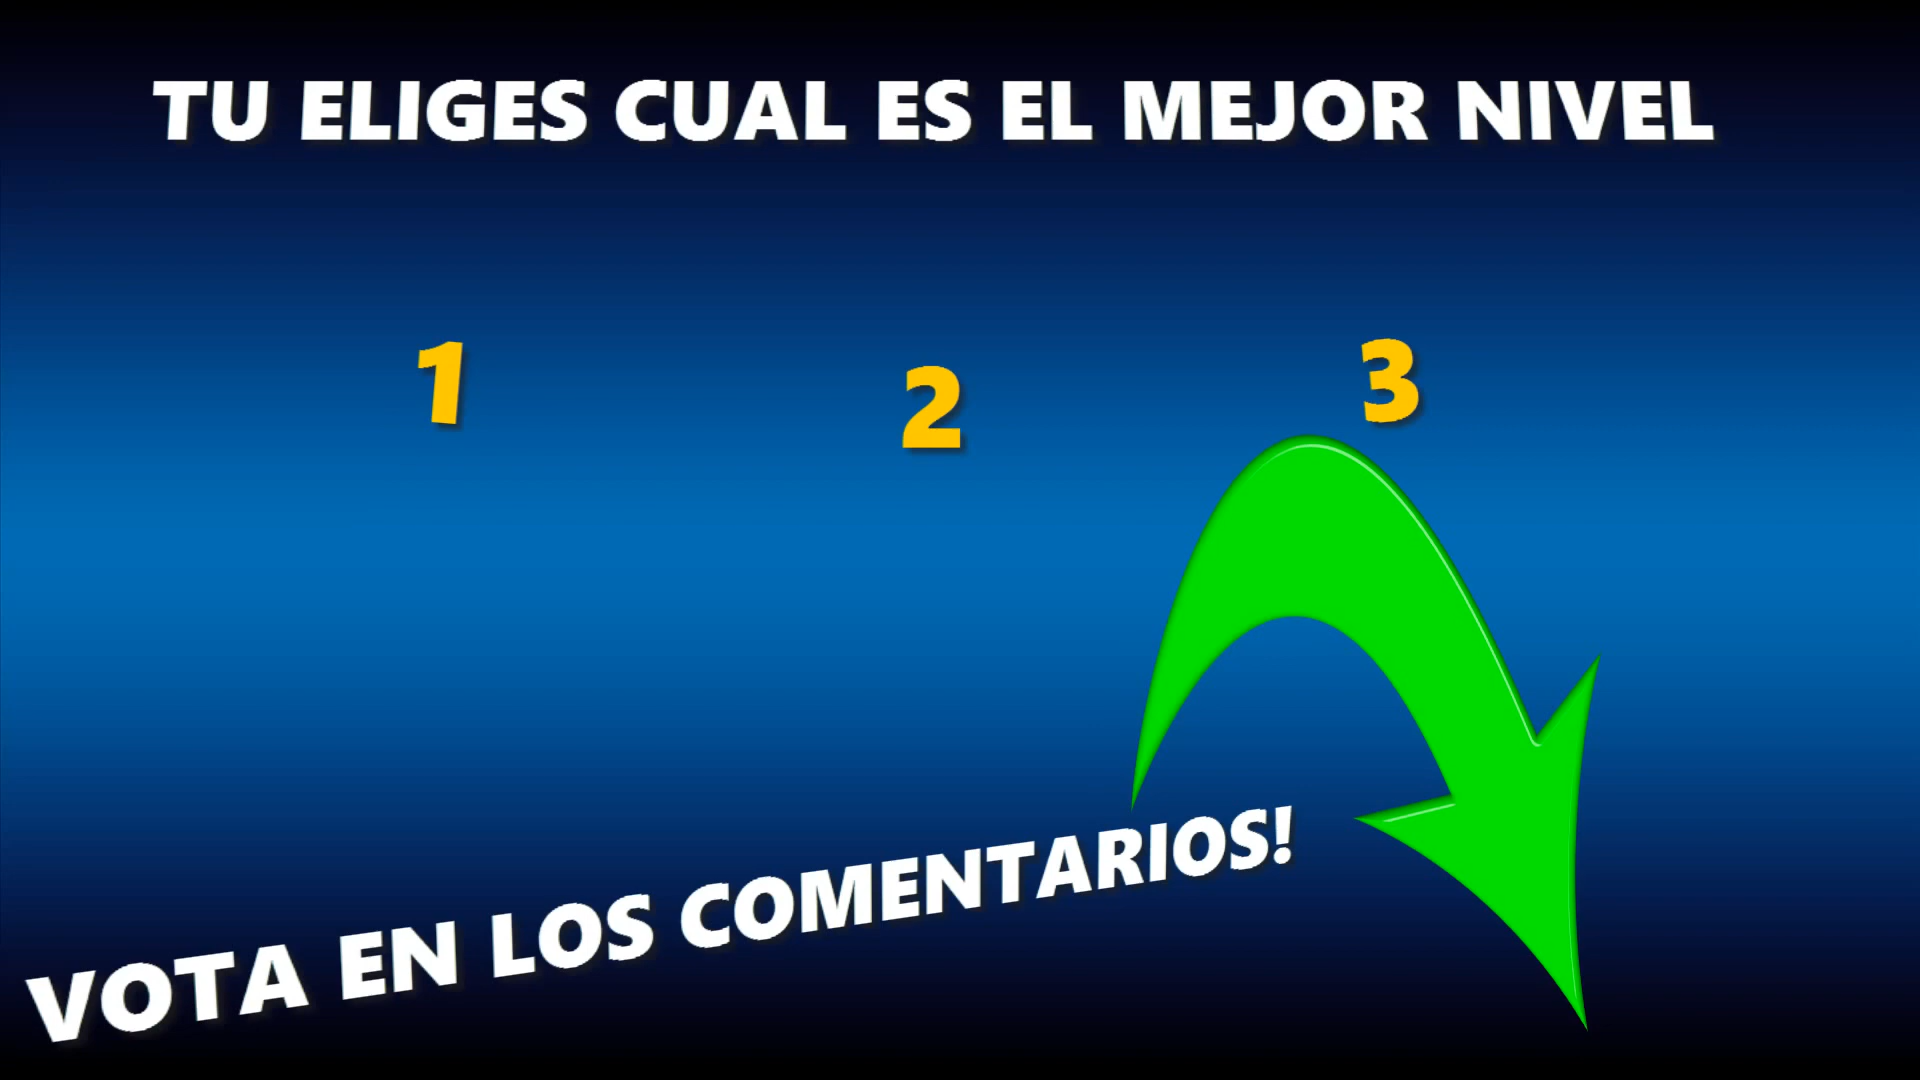 TU ELIGES CUAL ES EL MEJOR NIVEL
1 2 3
VOTA EN LOS COMENTARIOS!